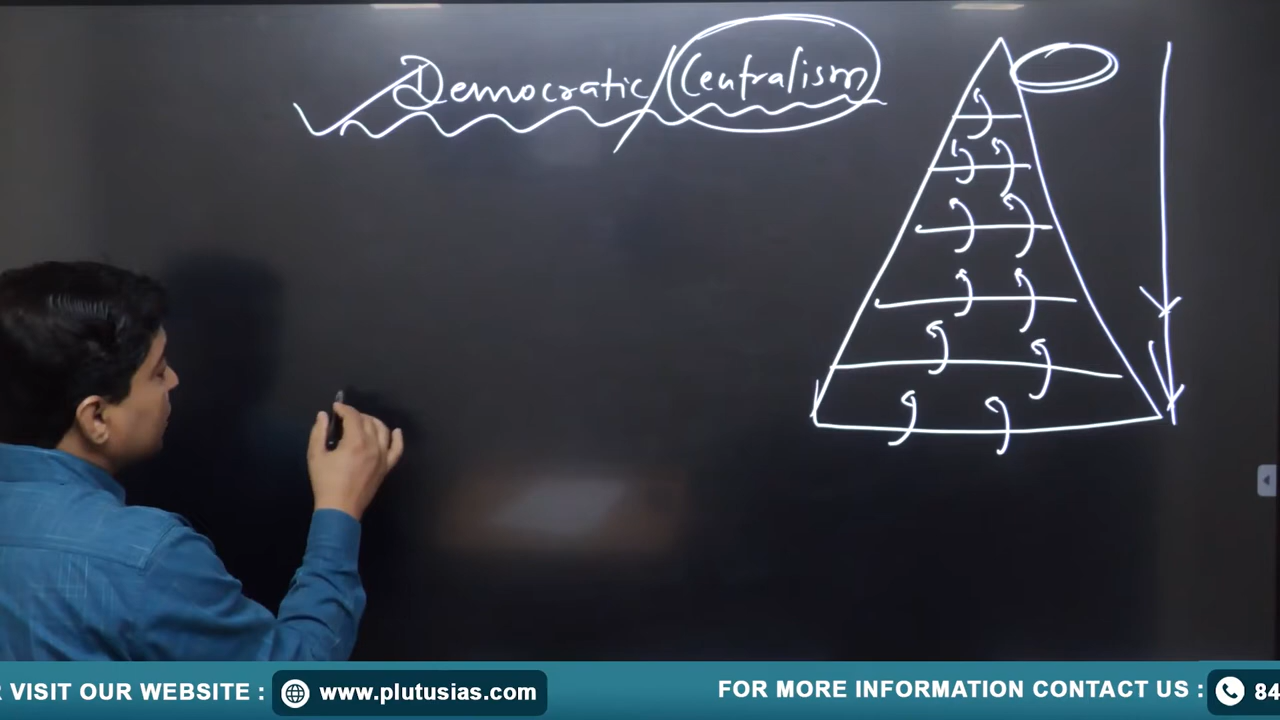 Democratic / Centralism
VISIT OUR WEBSITE : www.plutusias.com
FOR MORE INFORMATION CONTACT US : 84